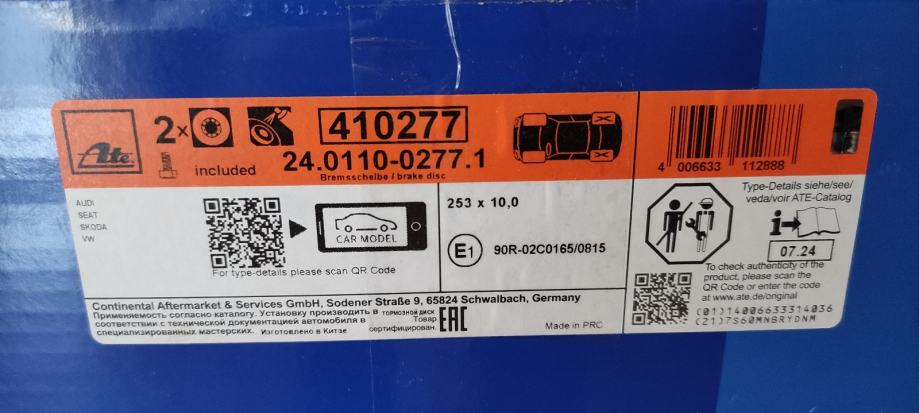 Ate
2x
included
410277
24.0110-0277.1
Bremsscheibe / brake disc
4 006633 112888
AUDI
SEAT
SKODA
VW
CAR MODEL
For type-details please scan QR Code
253 x 10,0
E1
90R-02C0165/0815
Type-Details siehe/see/
veda/voir ATE-Catalog
i
07.24
To check authenticity of the
product, please scan the
QR Code or enter the code
at www.ate.de/original
(01)14006633314036
(21)7S60MNBRYDNM
Continental Aftermarket & Services GmbH, Sodener Straße 9, 65824 Schwalbach, Germany
Применяемость согласно каталогу. Установку производить в
соответствии с технической документацией автомобиля в
специализированных мастерских. Изготовлено в Китае
тормозной диск
Товар
сертифицирован.
EAC
Made in PRC